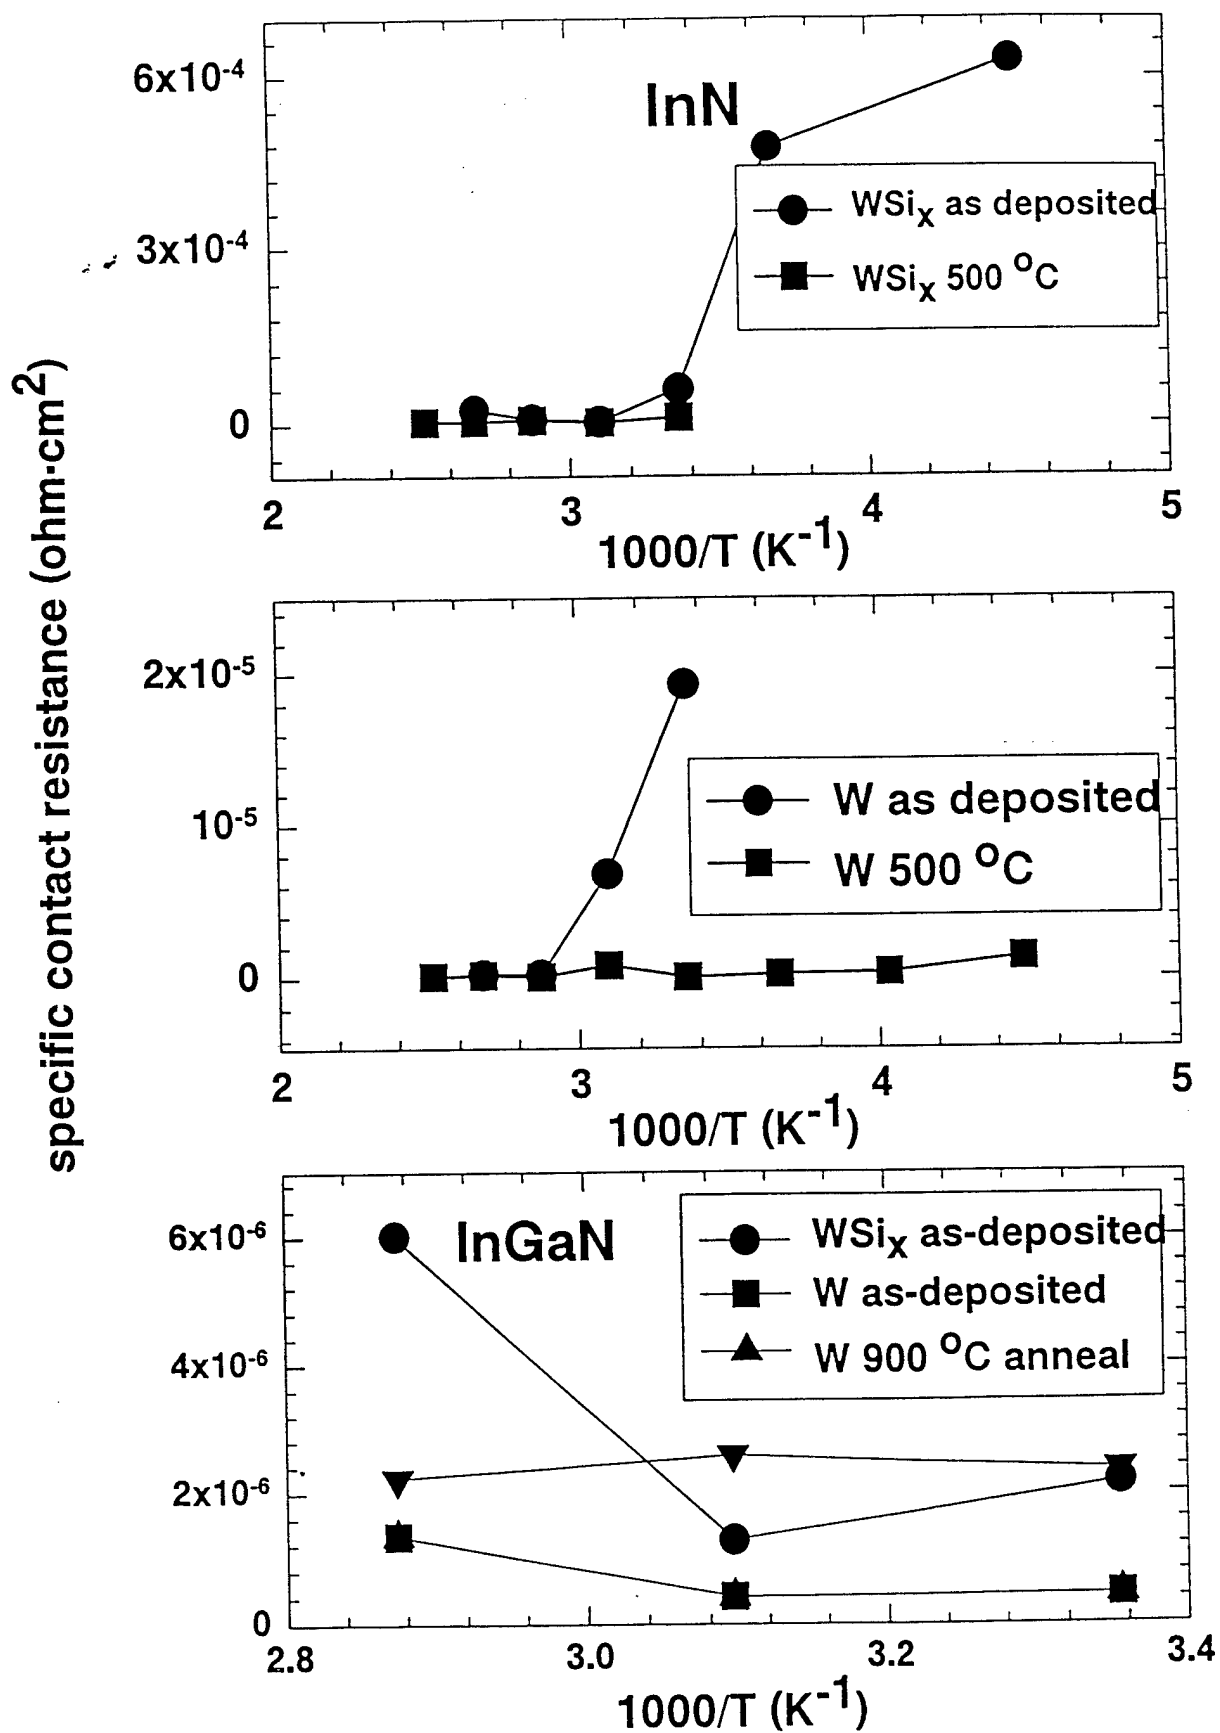 specific contact resistance (ohm·cm²)
6x10⁻⁴
3x10⁻⁴
0
InN
WSiₓ as deposited
WSiₓ 500 °C
2 3 4 5
1000/T (K⁻¹)
2x10⁻⁵
10⁻⁵
0
W as deposited
W 500 °C
2 3 4 5
1000/T (K⁻¹)
6x10⁻⁶
4x10⁻⁶
2x10⁻⁶
0
InGaN
WSiₓ as-deposited
W as-deposited
W 900 °C anneal
2.8 3.0 3.2 3.4
1000/T (K⁻¹)